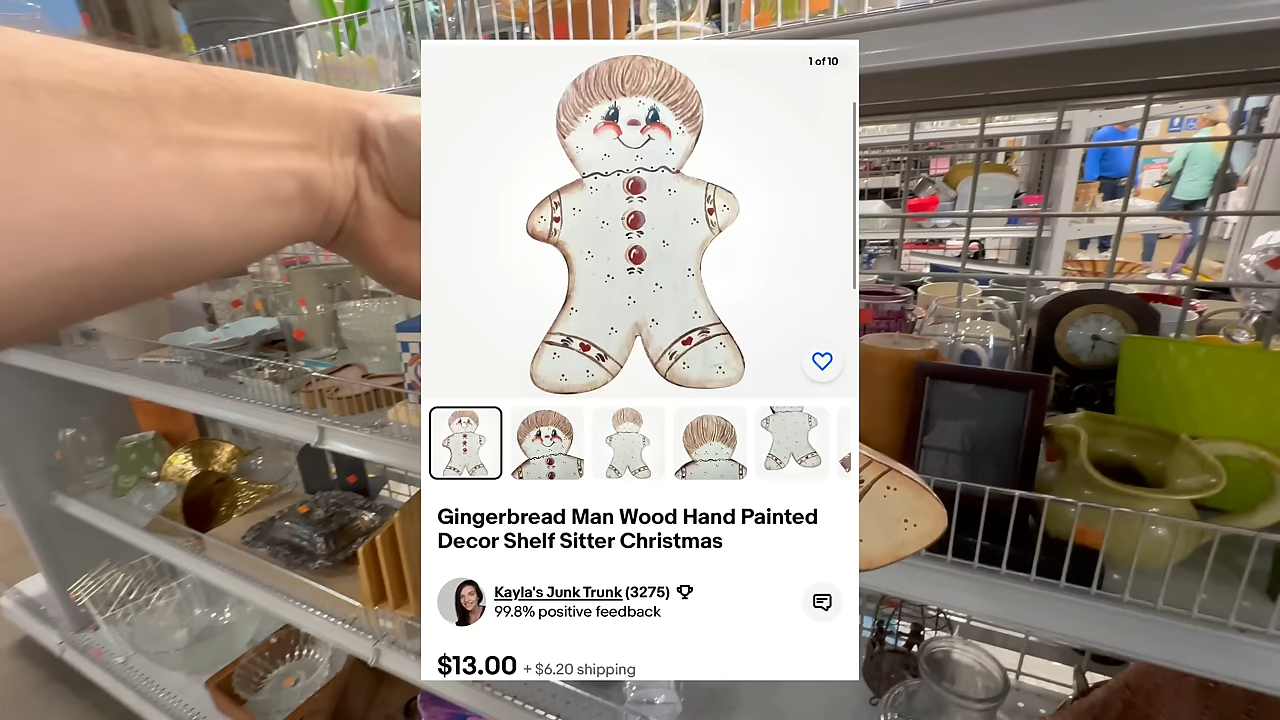 1 of 10
Gingerbread Man Wood Hand Painted
Decor Shelf Sitter Christmas
Kayla's Junk Trunk (3275)
99.8% positive feedback
$13.00 + $6.20 shipping